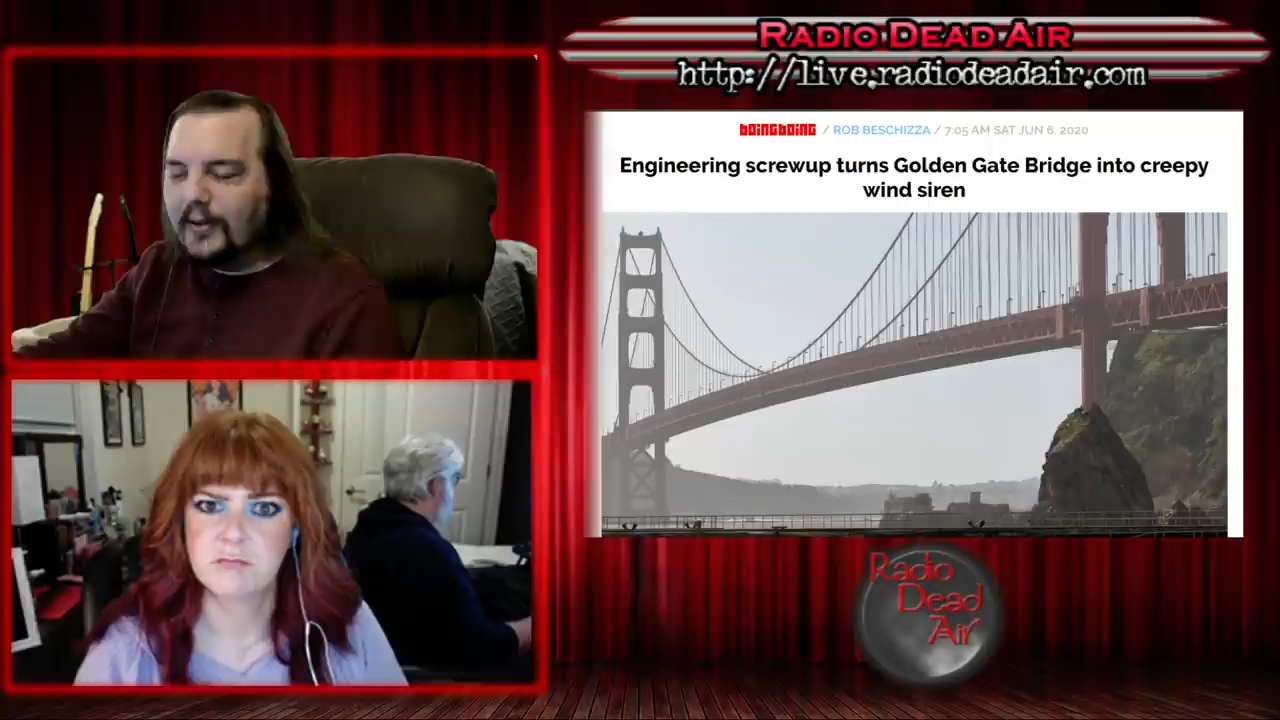 RADIO DEAD AIR
http://live.radiodeadair.com
boingboing / ROB BESCHIZZA / 7:05 AM SAT JUN 6, 2020
Engineering screwup turns Golden Gate Bridge into creepy
wind siren
Radio
Dead
Air